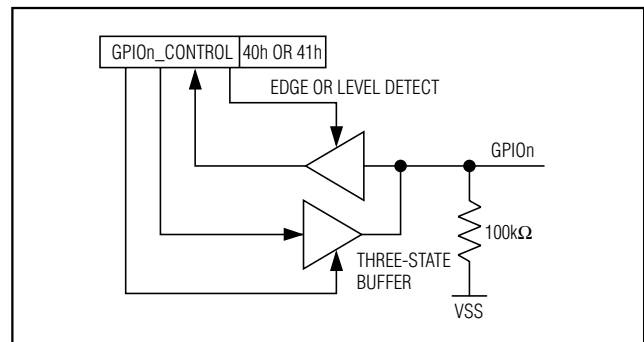 GPIOn_CONTROL 40h OR 41h
EDGE OR LEVEL DETECT
GPIOn
100kΩ
THREE-STATE
BUFFER
VSS